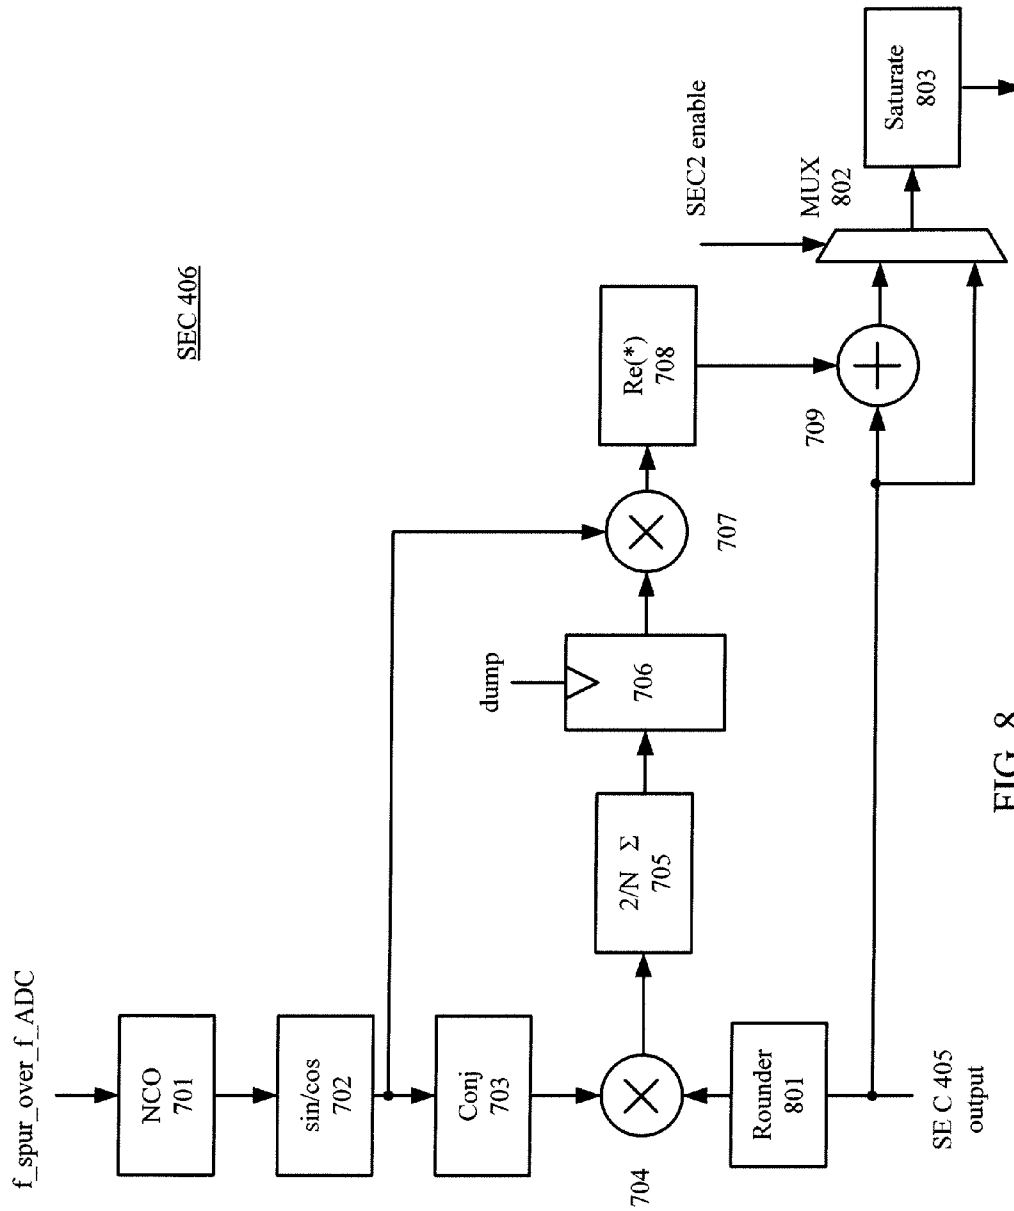 SEC 406
f_spur_over_f_ADC
NCO
701
sin/cos
702
Conj
703
704
Rounder
801
SE C 405
output
2/N Σ
705
dump
706
707
Re(*)
708
709
SEC2 enable
MUX
802
Saturate
803
FIG. 8